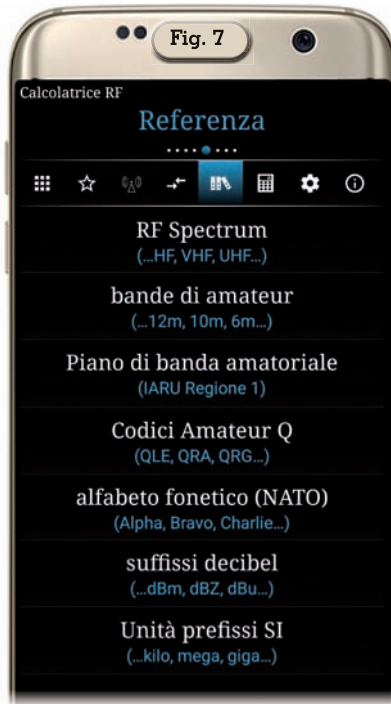 Fig. 7
Calcolatrice RF
Referenza
RF Spectrum
(...HF, VHF, UHF...)
bande di amateur
(...12m, 10m, 6m...)
Piano di banda amatoriale
(IARU Regione 1)
Codici Amateur Q
(QLE, QRA, QRG...)
alfabeto fonetico (NATO)
(Alpha, Bravo, Charlie...)
suffissi decibel
(...dBm, dBZ, dBu...)
Unità prefissi SI
(...kilo, mega, giga...)